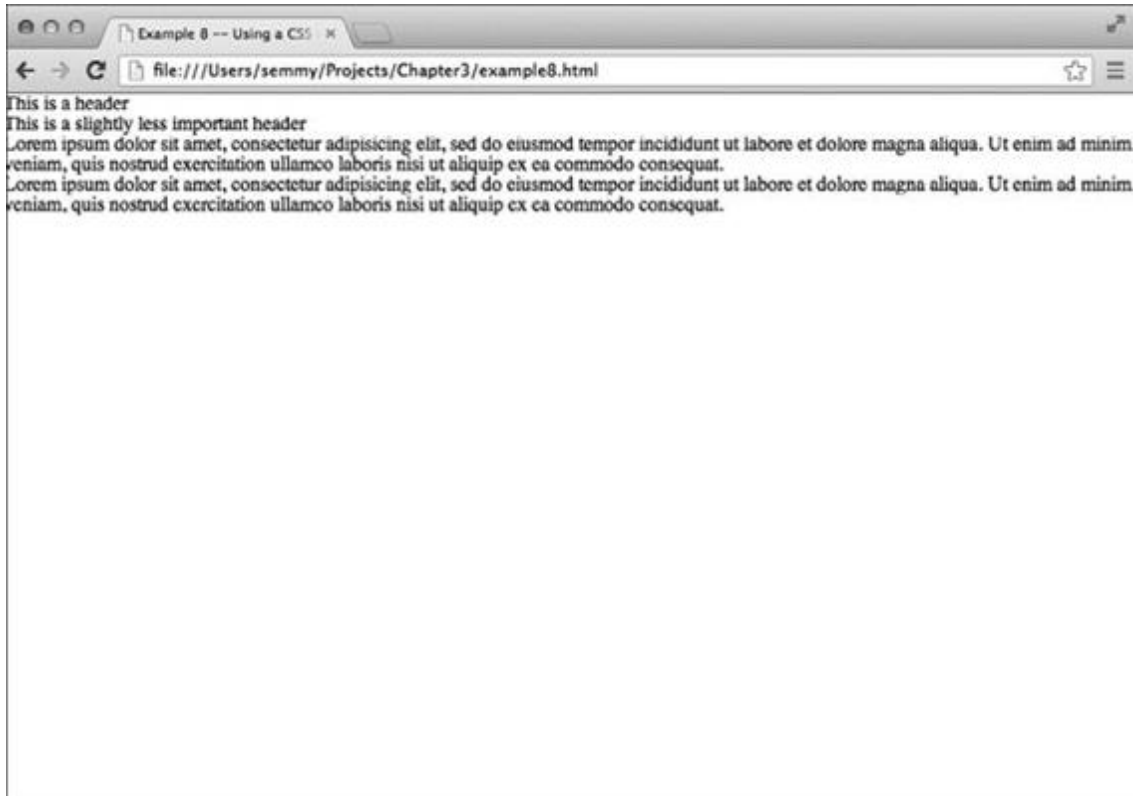 Example 8 -- Using a CSS
file:///Users/semmy/Projects/Chapter3/example8.html
This is a header
This is a slightly less important header
Lorem ipsum dolor sit amet, consectetur adipisicing elit, sed do eiusmod tempor incididunt ut labore et dolore magna aliqua. Ut enim ad minim
veniam, quis nostrud exercitation ullamco laboris nisi ut aliquip ex ea commodo consequat.
Lorem ipsum dolor sit amet, consectetur adipisicing elit, sed do eiusmod tempor incididunt ut labore et dolore magna aliqua. Ut enim ad minim
veniam, quis nostrud exercitation ullamco laboris nisi ut aliquip ex ea commodo consequat.